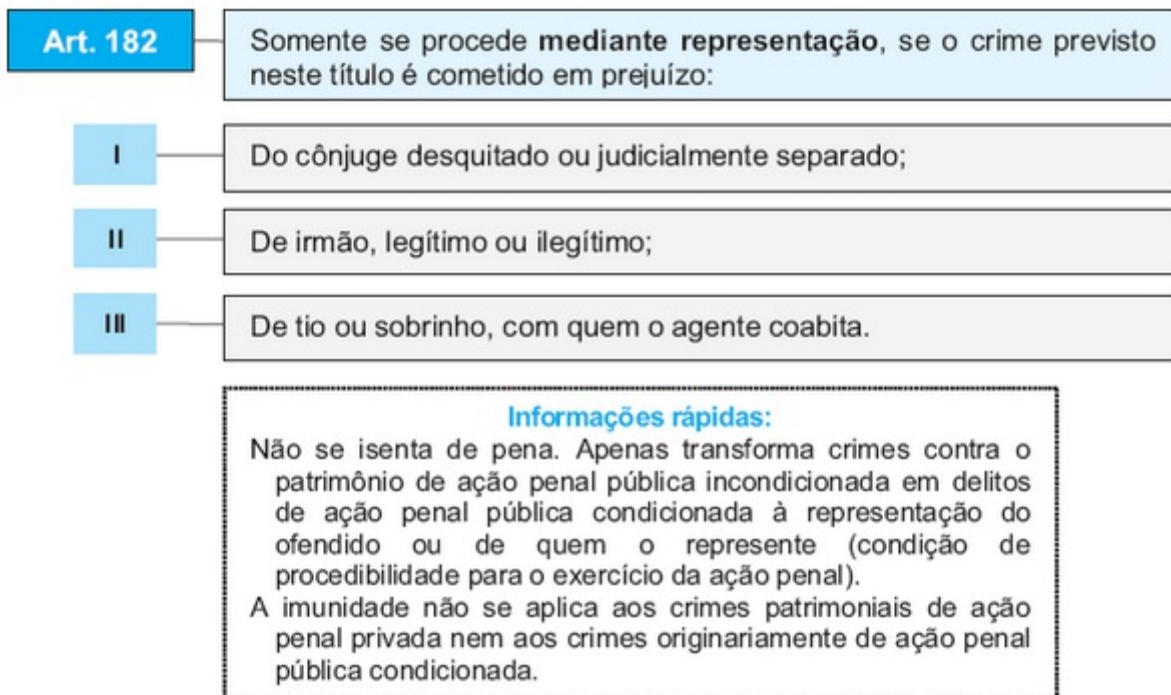 Art. 182
Somente se procede mediante representação, se o crime previsto
neste título é cometido em prejuízo:
I
Do cônjuge desquitado ou judicialmente separado;
II
De irmão, legítimo ou ilegítimo;
III
De tio ou sobrinho, com quem o agente coabita.
Informações rápidas:
Não se isenta de pena. Apenas transforma crimes contra o
patrimônio de ação penal pública incondicionada em delitos
de ação penal pública condicionada à representação do
ofendido ou de quem o represente (condição de
procedibilidade para o exercício da ação penal).
A imunidade não se aplica aos crimes patrimoniais de ação
penal privada nem aos crimes originariamente de ação penal
pública condicionada.